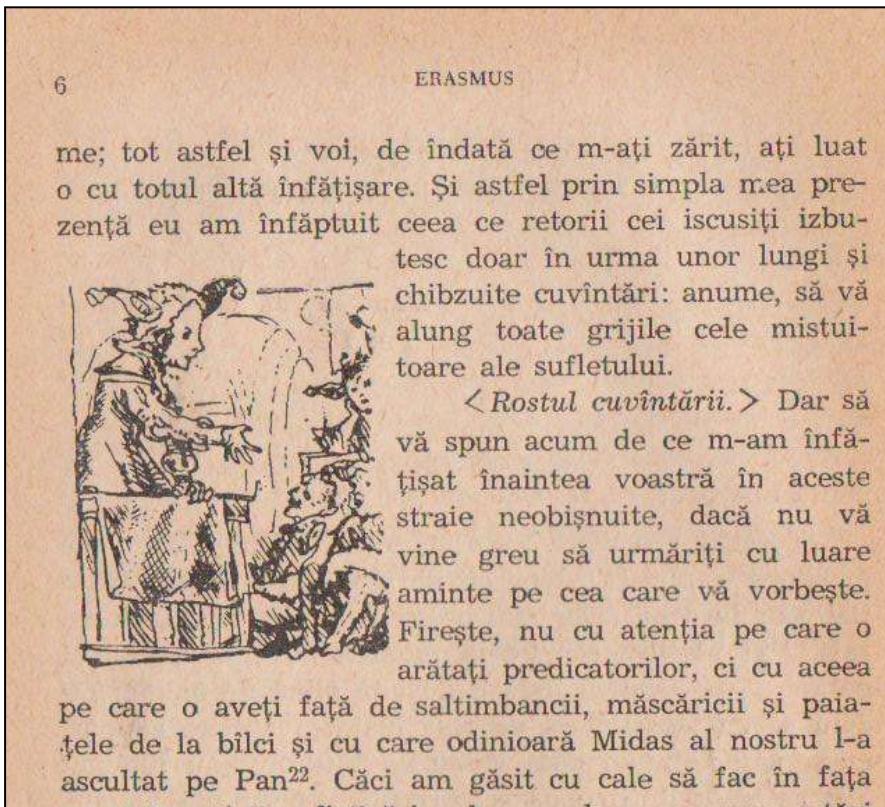 6
ERASMUS
me; tot astfel și voi, de îndată ce m-ați zărit, ați luat
o cu totul altă înfățișare. Și astfel prin simpla mea pre-
zență eu am înfăptuit ceea ce retorii cei iscusiți izbu-
tesc doar în urma unor lungi și
chibzuite cuvîntări: anume, să vă
alung toate grijile cele mistui-
toare ale sufletului.
<Rostul cuvîntării.> Dar să
vă spun acum de ce m-am înfă-
țișat înaintea voastră în aceste
straie neobișnuite, dacă nu vă
vine greu să urmăriți cu luare
aminte pe cea care vă vorbește.
Firește, nu cu atenția pe care o
arătați predicatorilor, ci cu aceea
pe care o aveți față de saltimbancii, măscăricii și paia-
țele de la bîlci și cu care odinioară Midas al nostru l-a
ascultat pe Pan22. Căci am găsit cu cale să fac în fața